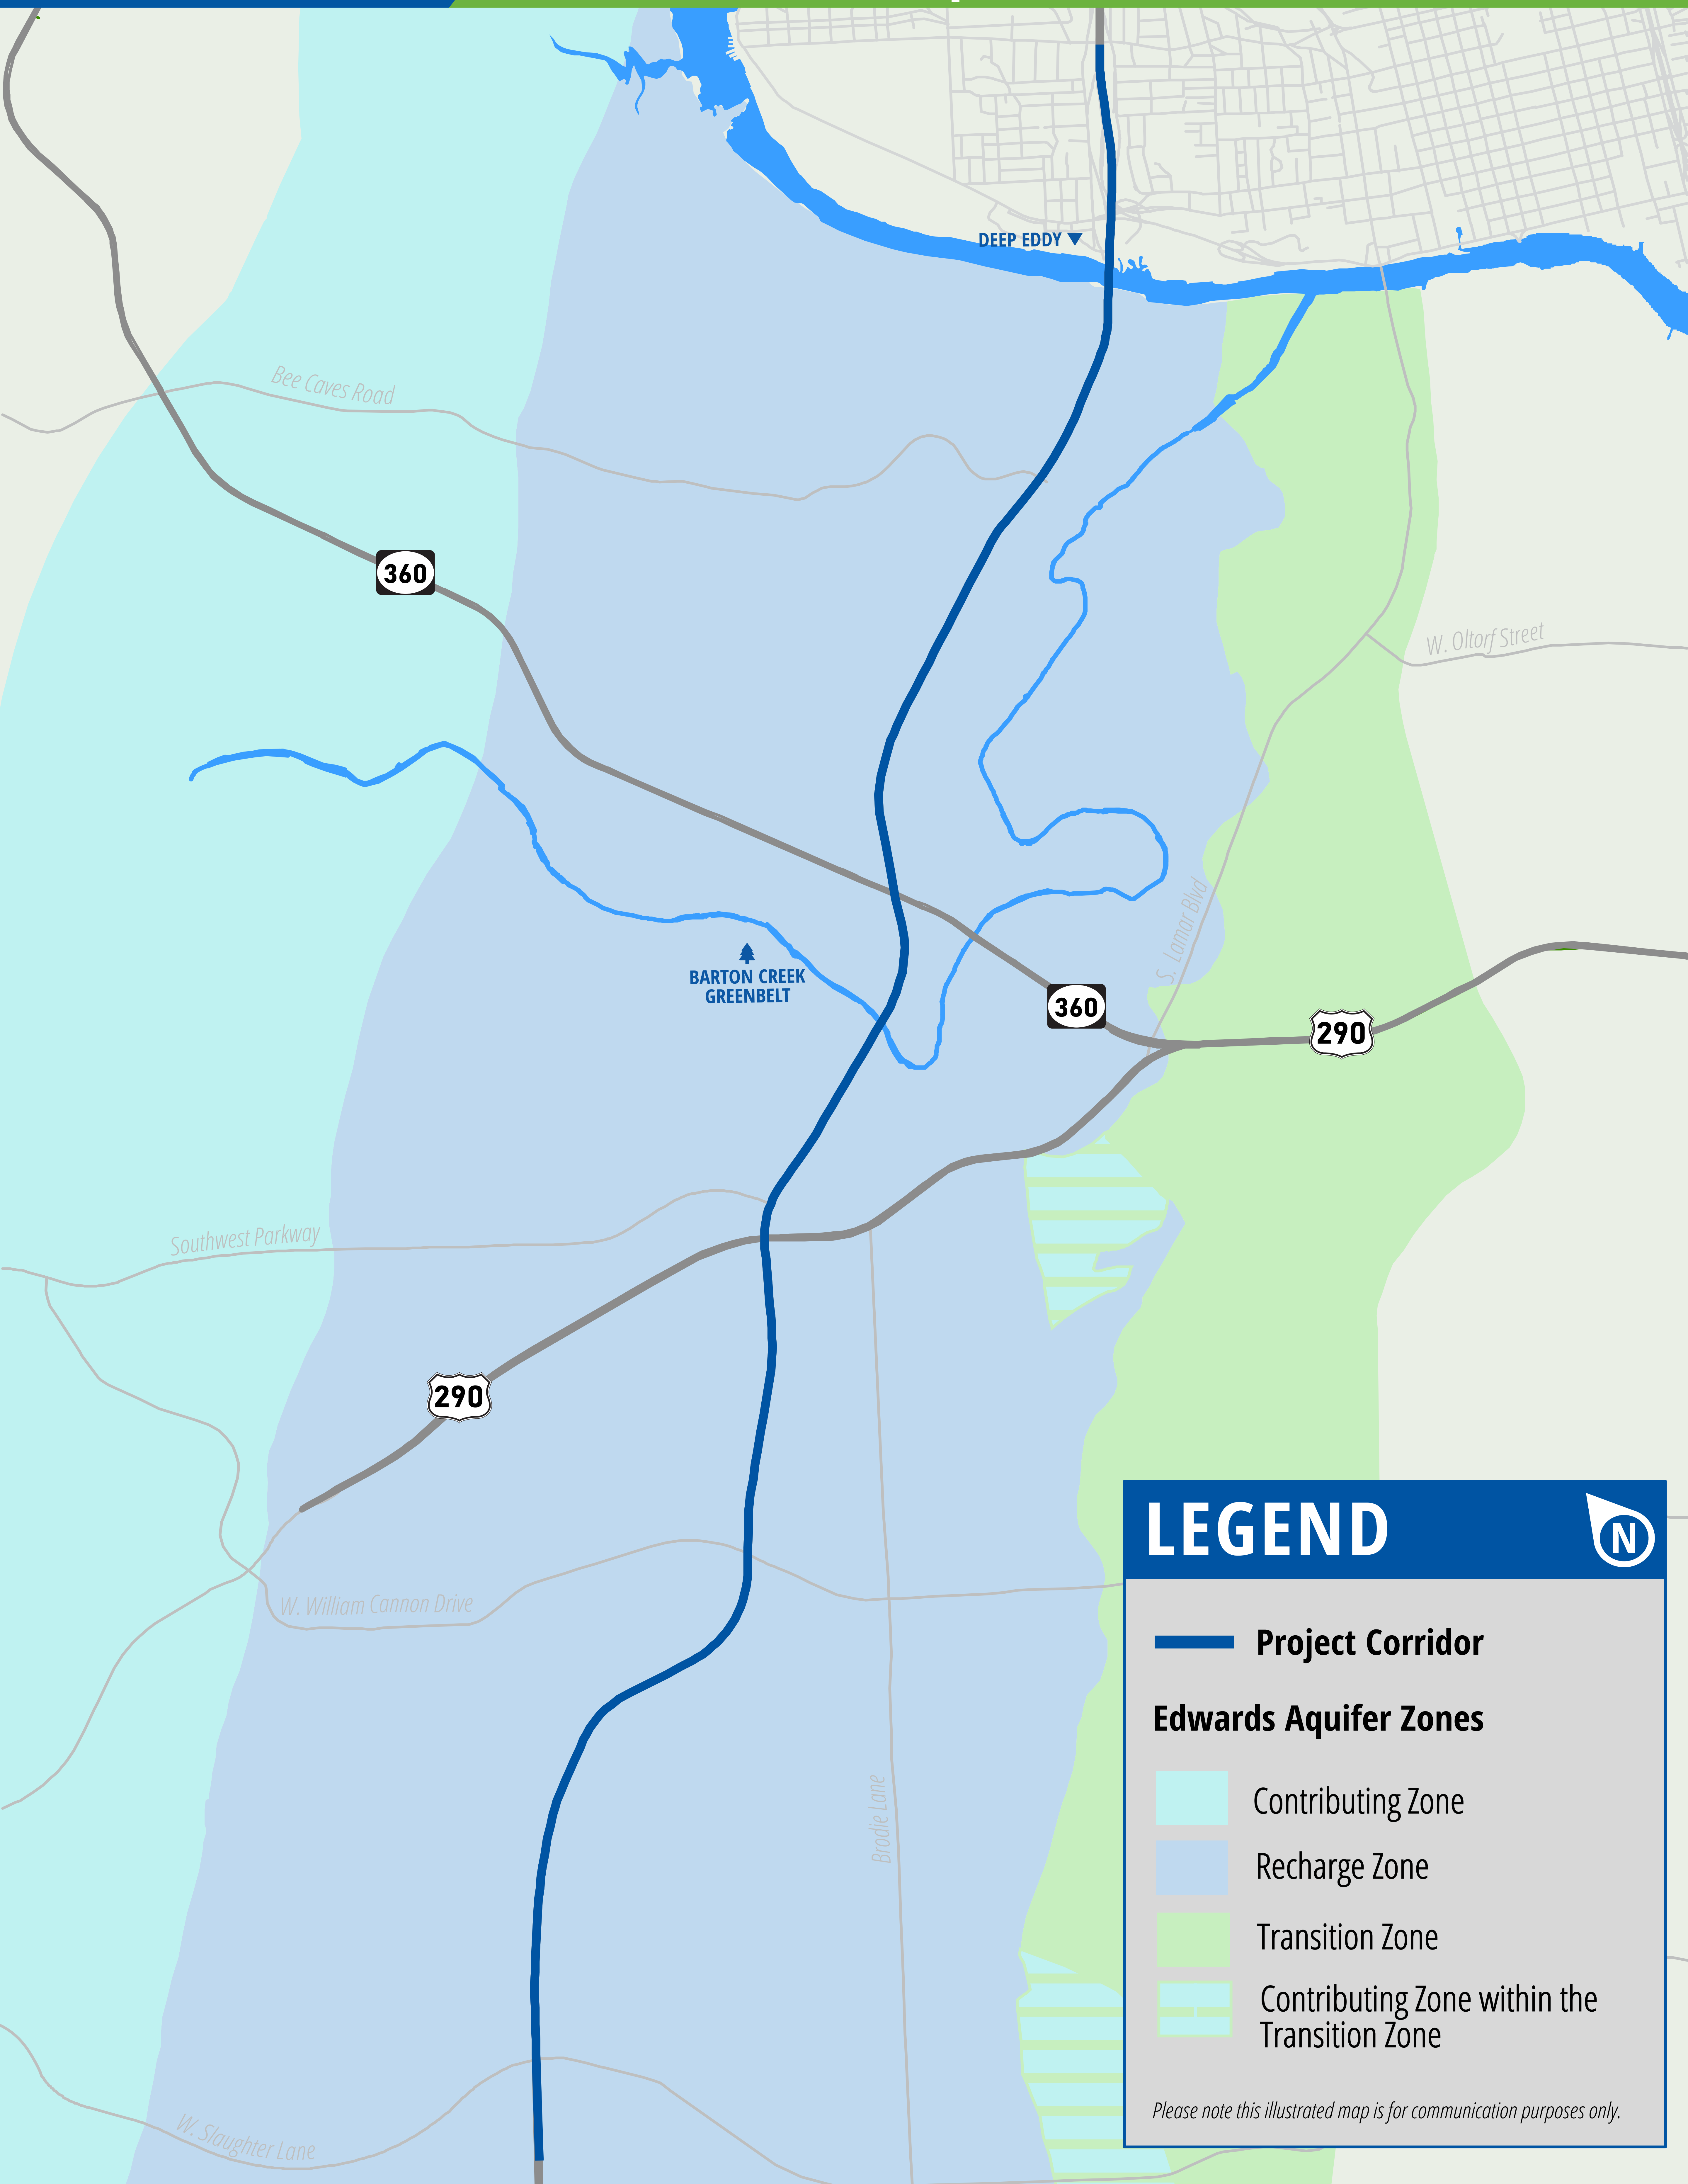 DEEP EDDY
Bee Caves Road
360
W. Oltorf Street
S. Lamar Blvd
BARTON CREEK
GREENBELT
360
290
Southwest Parkway
290
LEGEND
N
W. William Cannon Drive
Project Corridor
Edwards Aquifer Zones
Brodie Lane
Contributing Zone
Recharge Zone
Transition Zone
Contributing Zone within the
Transition Zone
Please note this illustrated map is for communication purposes only.
W. Slaughter Lane